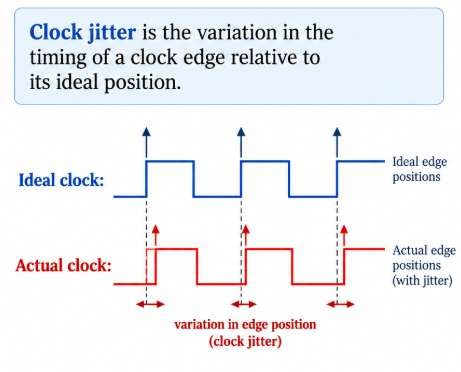 Clock jitter is the variation in the
timing of a clock edge relative to
its ideal position.
Ideal clock:
Ideal edge
positions
Actual clock:
Actual edge
positions
(with jitter)
variation in edge position
(clock jitter)